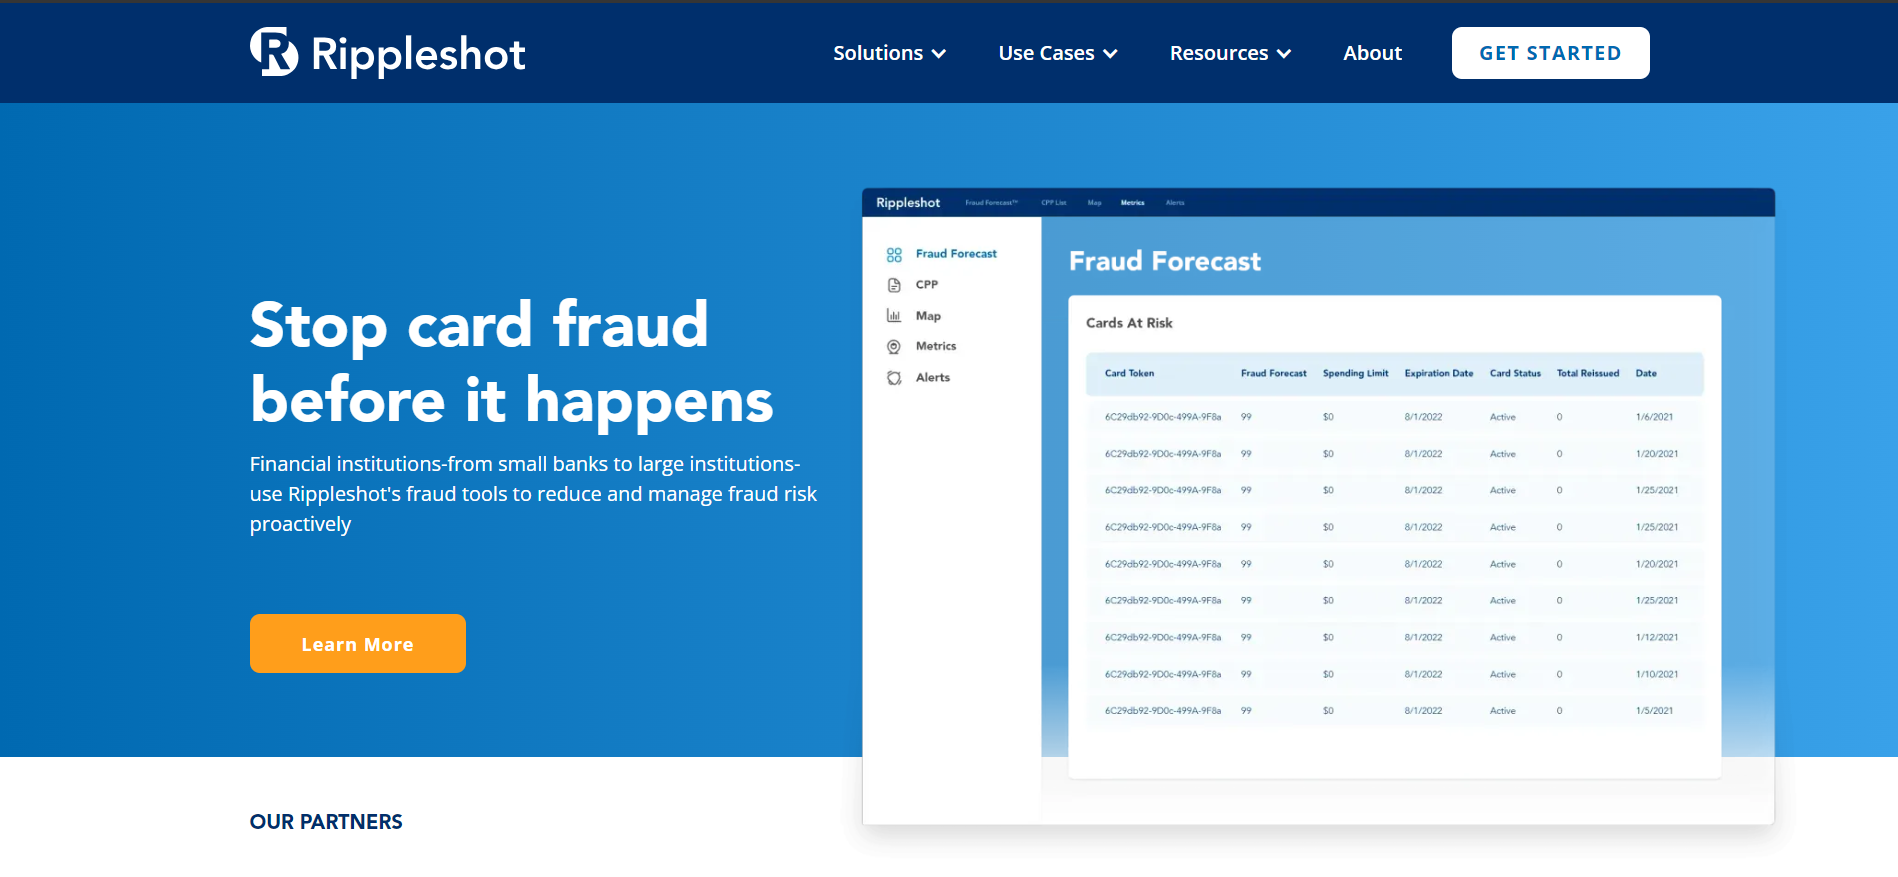 Rippleshot
Solutions Use Cases Resources About GET STARTED
Stop card fraud
before it happens
Financial institutions-from small banks to large institutions-
use Rippleshot's fraud tools to reduce and manage fraud risk
proactively
Learn More
OUR PARTNERS
Rippleshot Fraud Forecast™ CPP List Map Metrics Alerts
Fraud Forecast
CPP
Map
Metrics
Alerts
Fraud Forecast
Cards At Risk
Card Token Fraud Forecast Spending Limit Expiration Date Card Status Total Reissued Date
6C29db92-9D0c-499A-9F8a 99 $0 8/1/2022 Active 0 1/6/2021
6C29db92-9D0c-499A-9F8a 99 $0 8/1/2022 Active 0 1/20/2021
6C29db92-9D0c-499A-9F8a 99 $0 8/1/2022 Active 0 1/25/2021
6C29db92-9D0c-499A-9F8a 99 $0 8/1/2022 Active 0 1/25/2021
6C29db92-9D0c-499A-9F8a 99 $0 8/1/2022 Active 0 1/20/2021
6C29db92-9D0c-499A-9F8a 99 $0 8/1/2022 Active 0 1/25/2021
6C29db92-9D0c-499A-9F8a 99 $0 8/1/2022 Active 0 1/12/2021
6C29db92-9D0c-499A-9F8a 99 $0 8/1/2022 Active 0 1/10/2021
6C29db92-9D0c-499A-9F8a 99 $0 8/1/2022 Active 0 1/5/2021